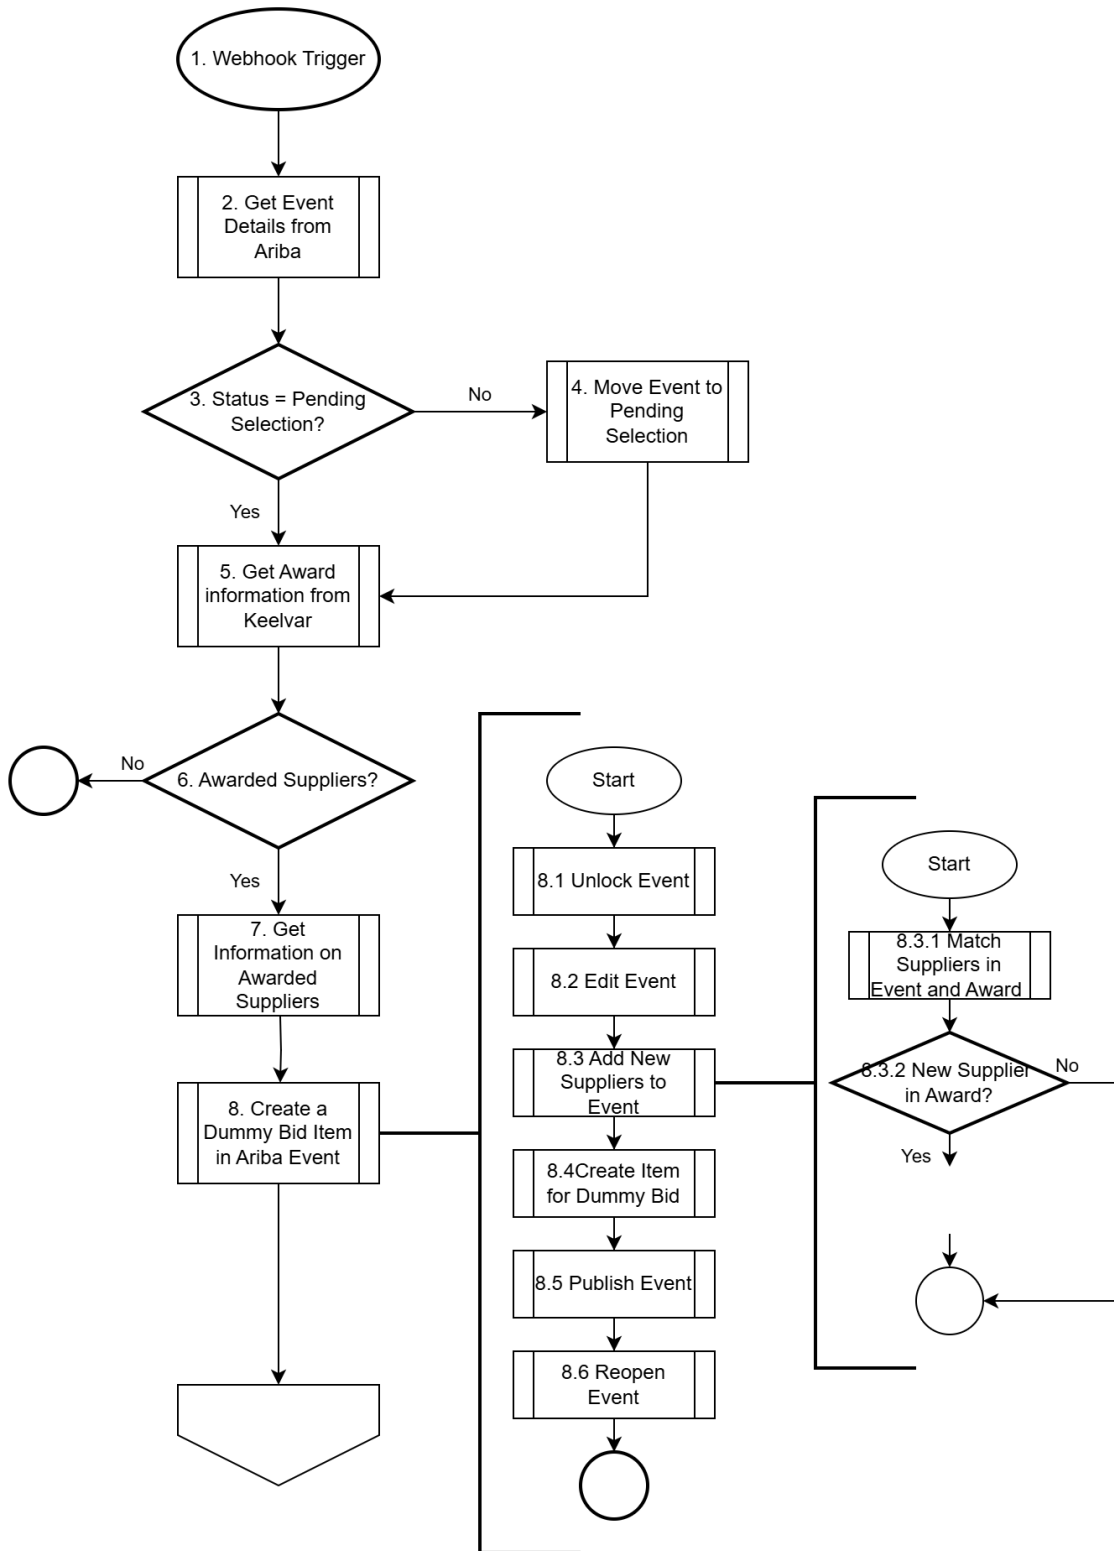 1. Webhook Trigger
2. Get Event
Details from
Ariba
3. Status = Pending
Selection?
No
4. Move Event to
Pending
Selection
Yes
5. Get Award
information from
Keelvar
6. Awarded Suppliers?
No
Yes
7. Get
Information on
Awarded
Suppliers
8. Create a
Dummy Bid Item
in Ariba Event
Start
8.1 Unlock Event
8.2 Edit Event
8.3 Add New
Suppliers to
Event
8.4Create Item
for Dummy Bid
8.5 Publish Event
8.6 Reopen
Event
Start
8.3.1 Match
Suppliers in
Event and Award
8.3.2 New Supplier
in Award?
No
Yes